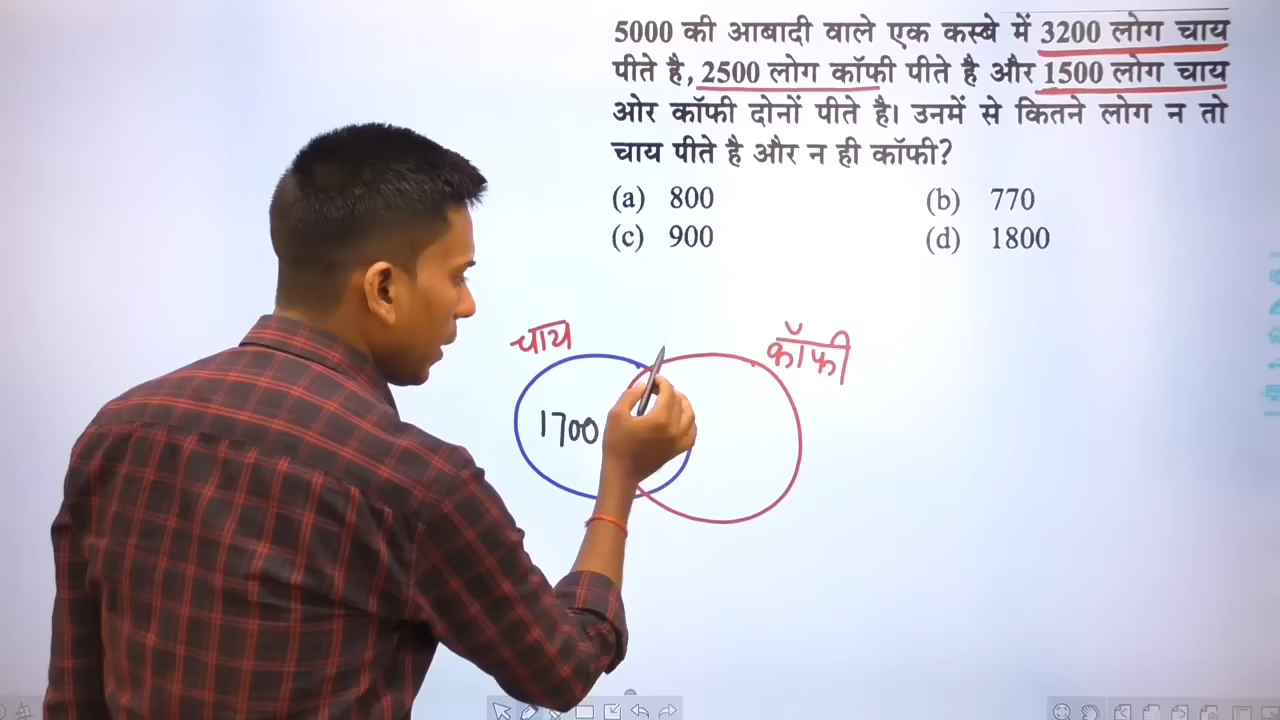 5000 की आबादी वाले एक कस्बे में 3200 लोग चाय
पीते है, 2500 लोग कॉफी पीते है और 1500 लोग चाय
ओर कॉफी दोनों पीते है। उनमें से कितने लोग न तो
चाय पीते है और न ही कॉफी?
(a) 800 (b) 770
(c) 900 (d) 1800
चाय कॉफी
1700